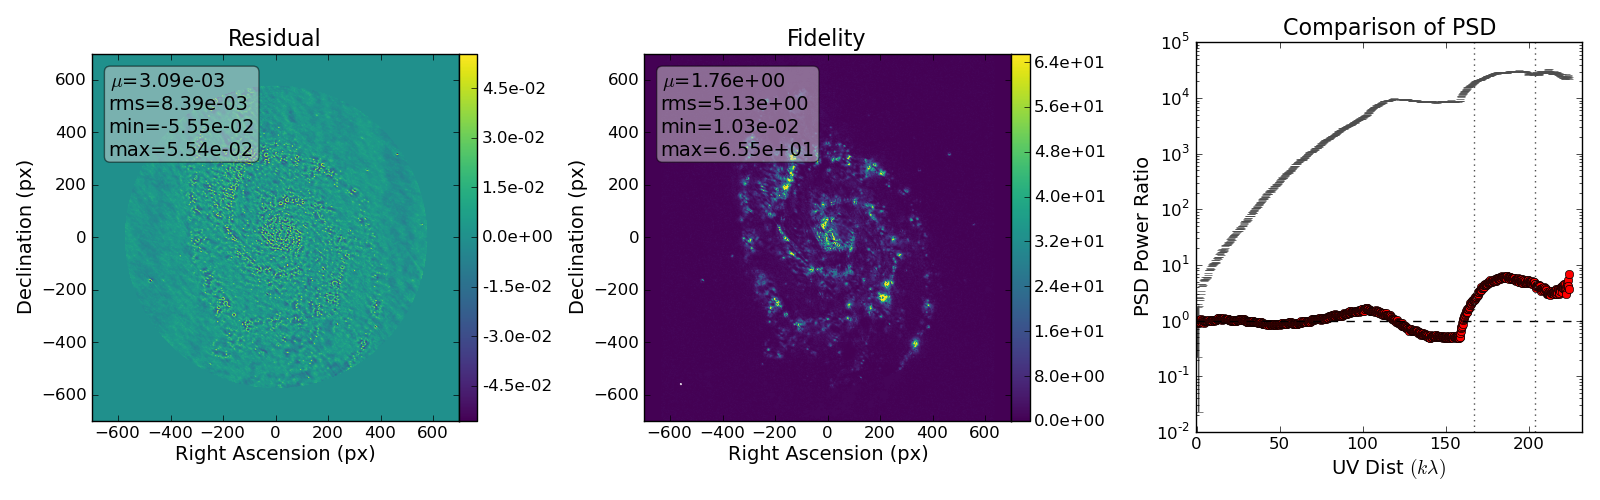 Residual
μ=3.09e-03
rms=8.39e-03
min=-5.55e-02
max=5.54e-02
600
400
200
0
−200
−400
−600
−600 −400 −200 0 200 400 600
Declination (px)
Right Ascension (px)
4.5e-02
3.0e-02
1.5e-02
0.0e+00
-1.5e-02
-3.0e-02
-4.5e-02
Fidelity
μ=1.76e+00
rms=5.13e+00
min=1.03e-02
max=6.55e+01
600
400
200
0
−200
−400
−600
−600 −400 −200 0 200 400 600
Declination (px)
Right Ascension (px)
6.4e+01
5.6e+01
4.8e+01
4.0e+01
3.2e+01
2.4e+01
1.6e+01
8.0e+00
0.0e+00
Comparison of PSD
10^5
10^4
10^3
10^2
10^1
10^0
10^-1
10^-2
0 50 100 150 200
PSD Power Ratio
UV Dist (kλ)